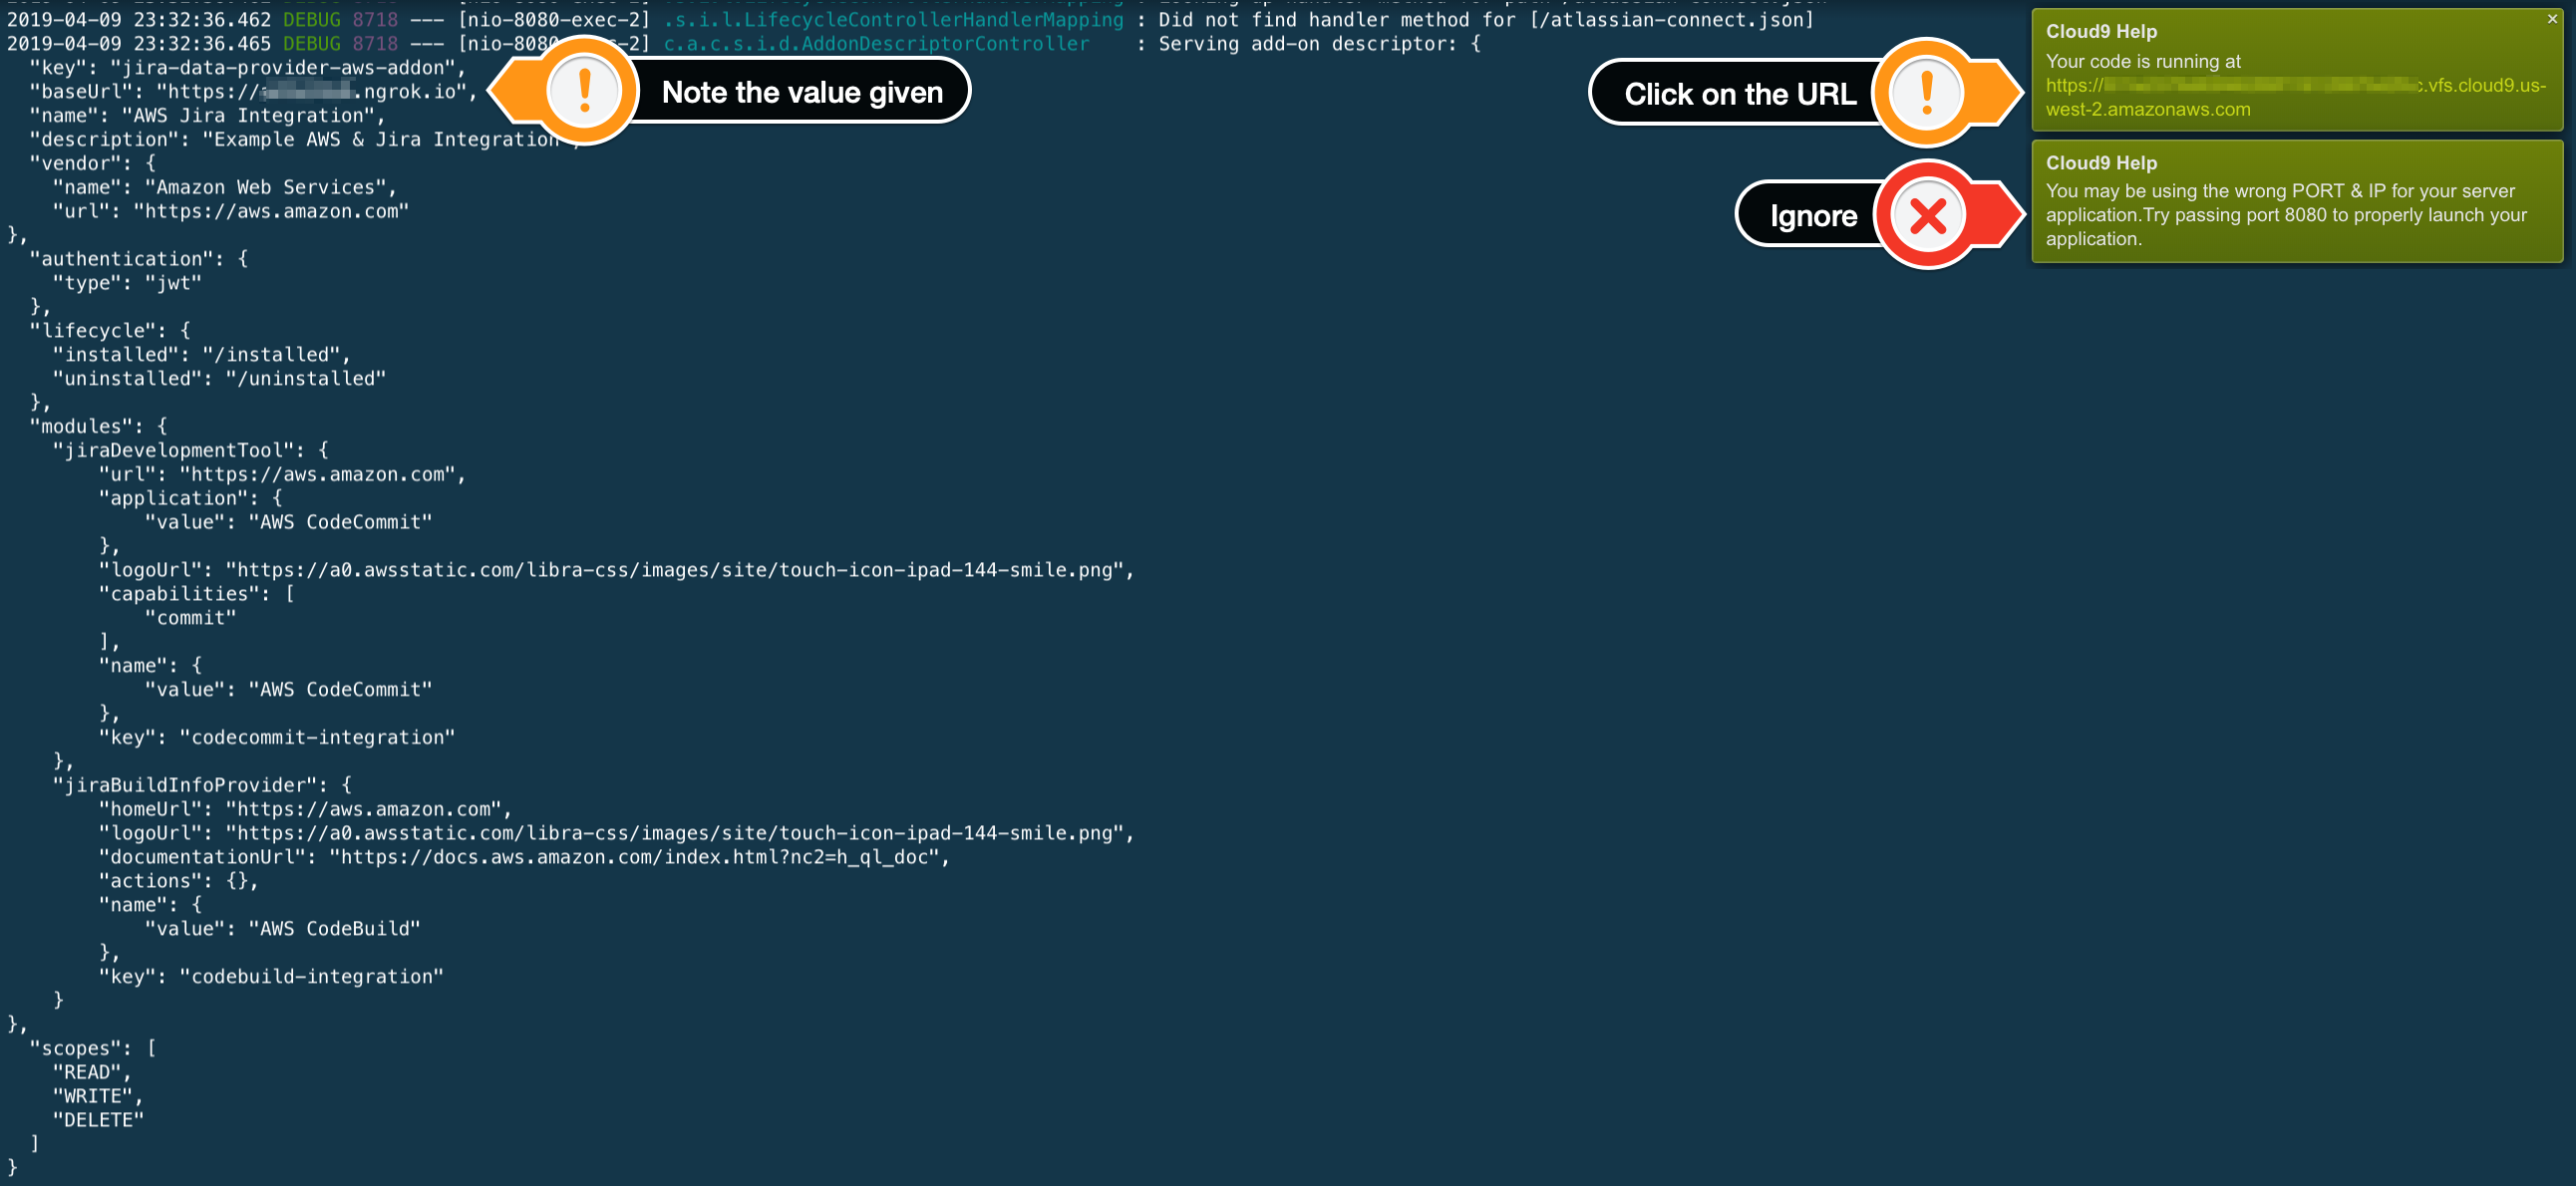 2019-04-09 23:32:36.462 DEBUG 8718 --- [nio-8080-exec-2] .s.i.l.LifecycleControllerHandlerMapping : Did not find handler method for [/atlassian-connect.json]
2019-04-09 23:32:36.465 DEBUG 8718 --- [nio-8080 c-2] c.a.c.s.i.d.AddonDescriptorController : Serving add-on descriptor: {
"key": "jira-data-provider-aws-addon",
"baseUrl": "https:// .ngrok.io",
"name": "AWS Jira Integration",
"description": "Example AWS & Jira Integration",
"vendor": {
"name": "Amazon Web Services",
"url": "https://aws.amazon.com"
},
"authentication": {
"type": "jwt"
},
"lifecycle": {
"installed": "/installed",
"uninstalled": "/uninstalled"
},
"modules": {
"jiraDevelopmentTool": {
"url": "https://aws.amazon.com",
"application": {
"value": "AWS CodeCommit"
},
"logoUrl": "https://a0.awsstatic.com/libra-css/images/site/touch-icon-ipad-144-smile.png",
"capabilities": [
"commit"
],
"name": {
"value": "AWS CodeCommit"
},
"key": "codecommit-integration"
},
"jiraBuildInfoProvider": {
"homeUrl": "https://aws.amazon.com",
"logoUrl": "https://a0.awsstatic.com/libra-css/images/site/touch-icon-ipad-144-smile.png",
"documentationUrl": "https://docs.aws.amazon.com/index.html?nc2=h_ql_doc",
"actions": {},
"name": {
"value": "AWS CodeBuild"
},
"key": "codebuild-integration"
}
},
"scopes": [
"READ",
"WRITE",
"DELETE"
]
}
! Note the value given
Click on the URL !
Ignore
Cloud9 Help
Your code is running at
https:// c.vfs.cloud9.us-
west-2.amazonaws.com
Cloud9 Help
You may be using the wrong PORT & IP for your server
application.Try passing port 8080 to properly launch your
application.